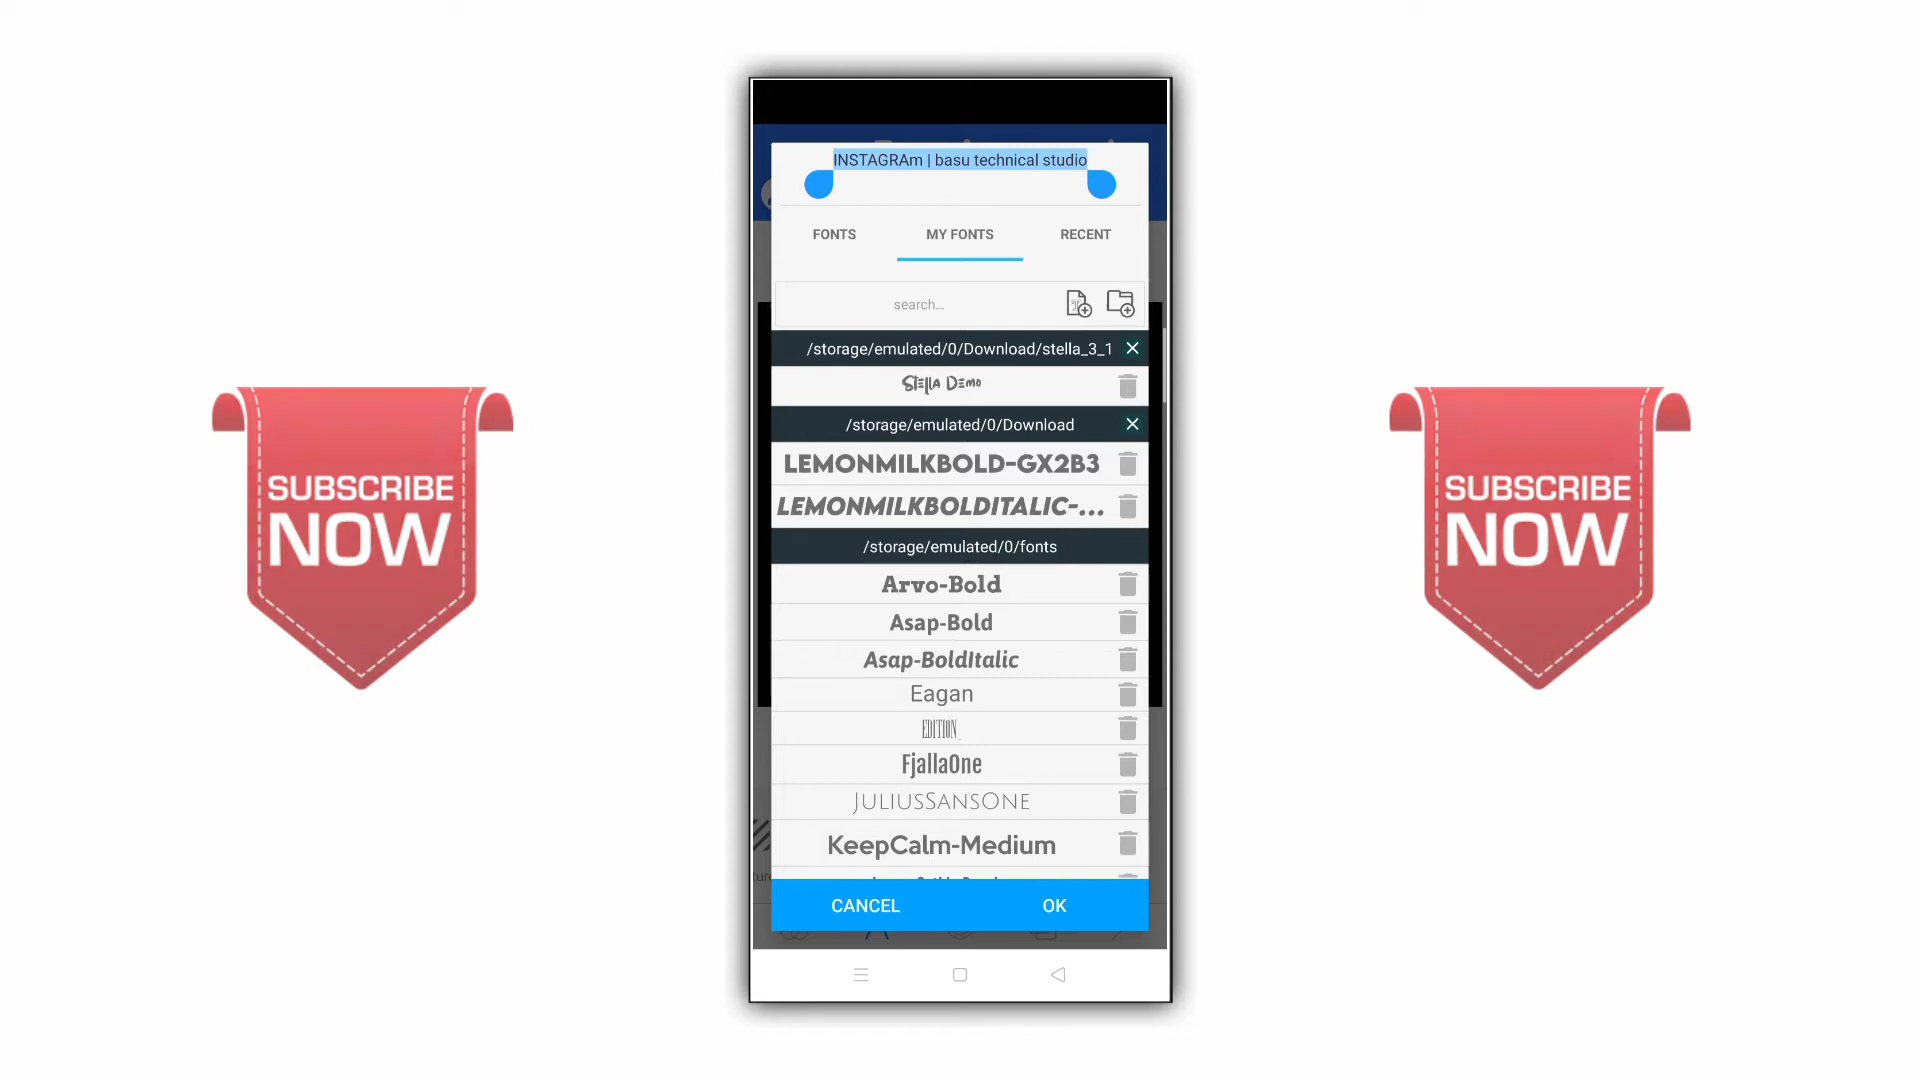 INSTAGRAm | basu technical studio
FONTS
MY FONTS
RECENT
search...
/storage/emulated/0/Download/stella_3_1
Stella Demo
/storage/emulated/0/Download
LEMONMILKBOLD-GX2B3
LEMONMILKBOLDITALIC-...
/storage/emulated/0/fonts
Arvo-Bold
Asap-Bold
Asap-BoldItalic
Eagan
EDITION_
FjallaOne
JULIUSSANSONE
KeepCalm-Medium
CANCEL
OK
SUBSCRIBE
NOW
SUBSCRIBE
NOW